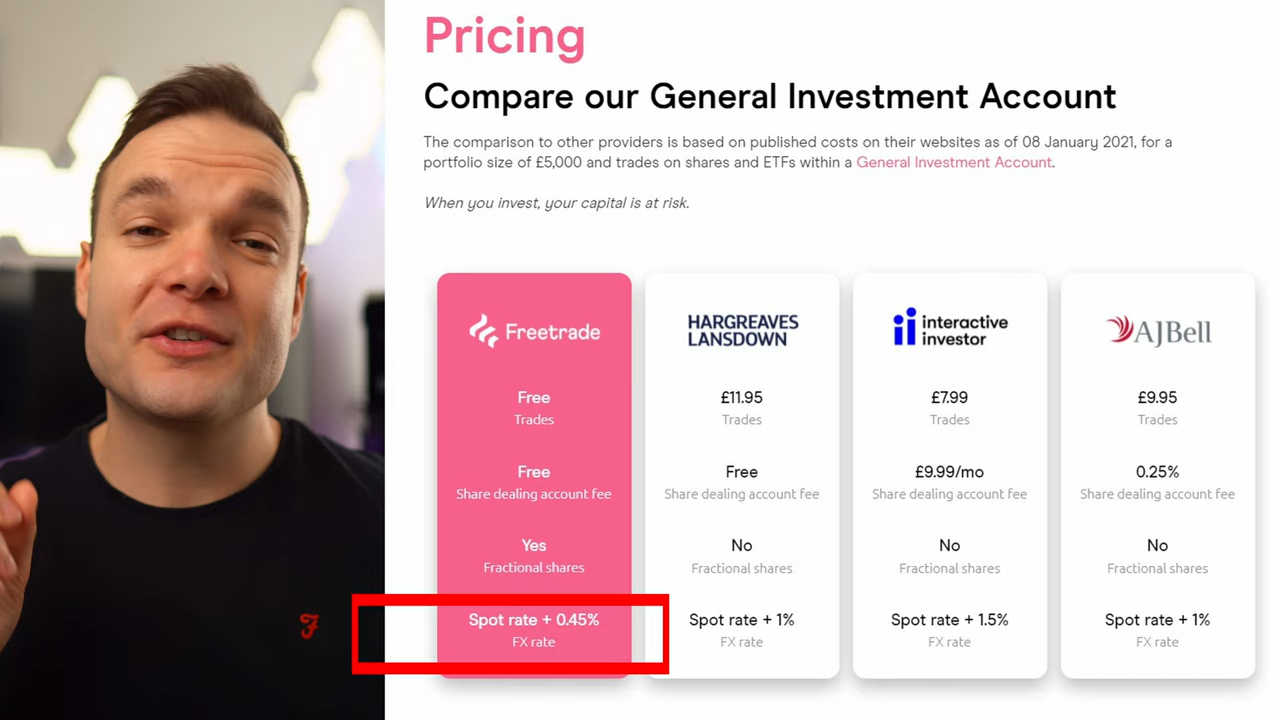 Pricing
Compare our General Investment Account
The comparison to other providers is based on published costs on their websites as of 08 January 2021, for a
portfolio size of £5,000 and trades on shares and ETFs within a General Investment Account.
When you invest, your capital is at risk.
Freetrade
Free
Trades
Free
Share dealing account fee
Yes
Fractional shares
Spot rate + 0.45%
FX rate
HARGREAVES
LANSDOWN
£11.95
Trades
Free
Share dealing account fee
No
Fractional shares
Spot rate + 1%
FX rate
interactive
investor
£7.99
Trades
£9.99/mo
Share dealing account fee
No
Fractional shares
Spot rate + 1.5%
FX rate
AJBell
£9.95
Trades
0.25%
Share dealing account fee
No
Fractional shares
Spot rate + 1%
FX rate